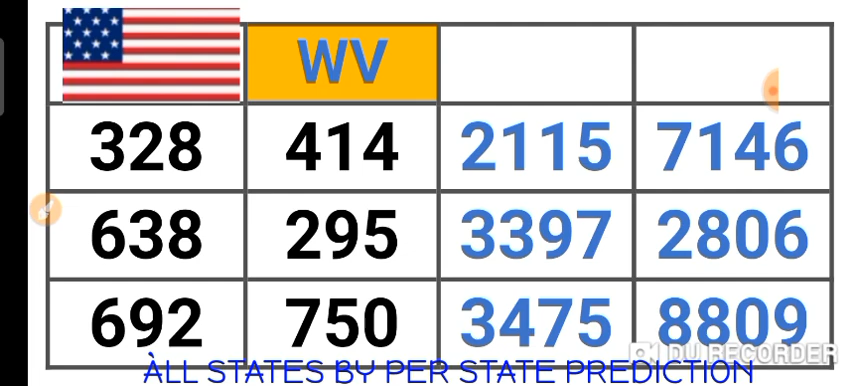 WV
328 414 2115 7146
638 295 3397 2806
692 750 3475 8809
DU RECORDER
ÀLL STATES BY PER STATE PREDICTION